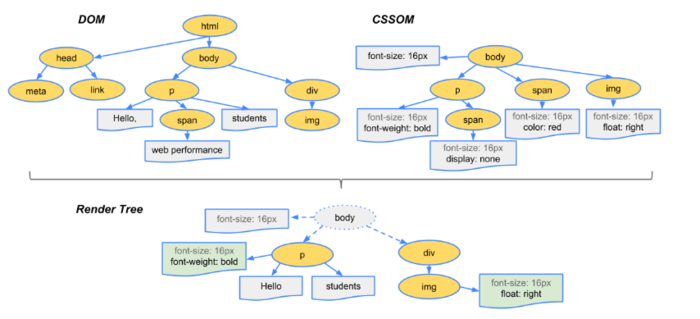 DOM
html
head
body
meta
link
p
div
Hello,
span
students
img
web performance
CSSOM
font-size: 16px
body
p
span
img
font-size: 16px
font-weight: bold
span
font-size: 16px
color: red
font-size: 16px
float: right
font-size: 16px
display: none
Render Tree
font-size: 16px
body
font-size: 16px
font-weight: bold
p
div
Hello
students
img
font-size: 16px
float: right